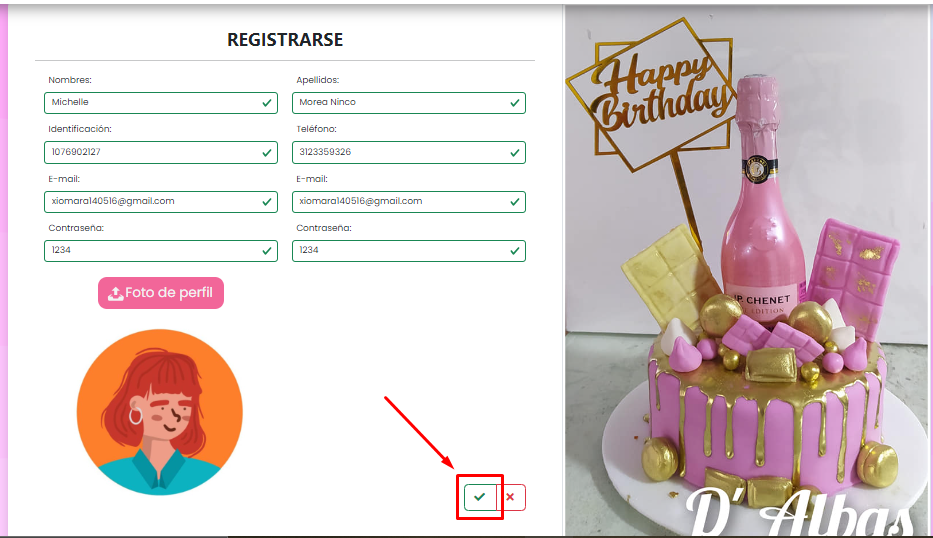 REGISTRARSE
Nombres:
Apellidos:
Michelle
Morea Ninco
Identificación:
Teléfono:
1076902127
3123359326
E-mail:
E-mail:
xiomara140516@gmail.com
xiomara140516@gmail.com
Contraseña:
Contraseña:
1234
1234
Foto de perfil
Happy
Birthday
J.P. CHENET
EDITION
D' Albas